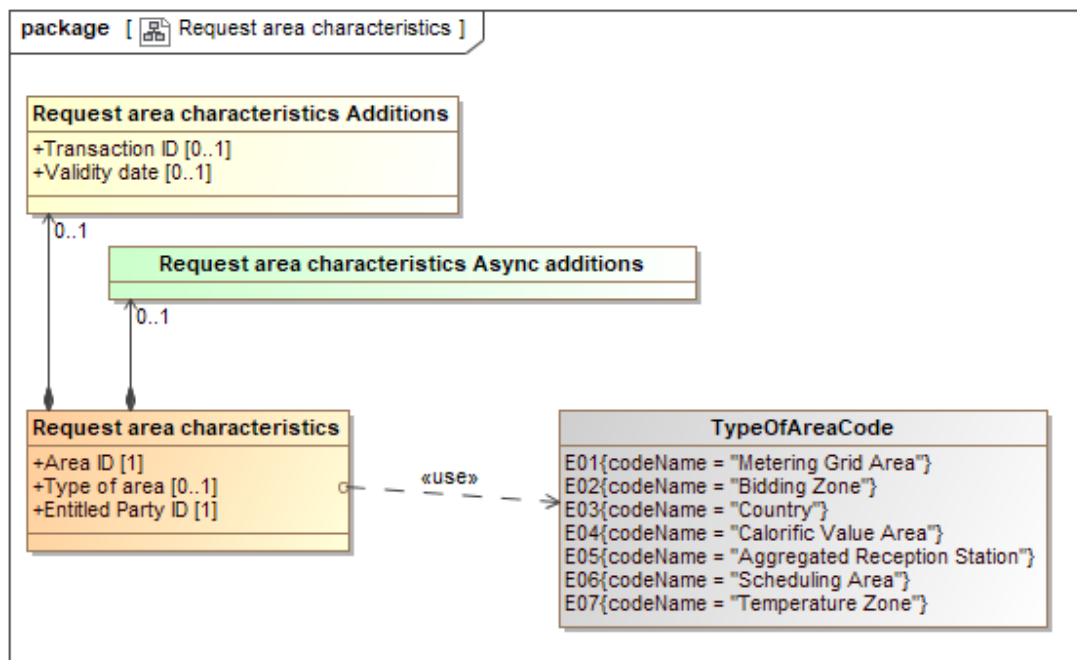 package [ Request area characteristics ]
Request area characteristics Additions
+Transaction ID [0..1]
+Validity date [0..1]
0..1
Request area characteristics Async additions
0..1
Request area characteristics
+Area ID [1]
+Type of area [0..1]
+Entitled Party ID [1]
«use»
TypeOfAreaCode
E01{codeName = "Metering Grid Area"}
E02{codeName = "Bidding Zone"}
E03{codeName = "Country"}
E04{codeName = "Calorific Value Area"}
E05{codeName = "Aggregated Reception Station"}
E06{codeName = "Scheduling Area"}
E07{codeName = "Temperature Zone"}